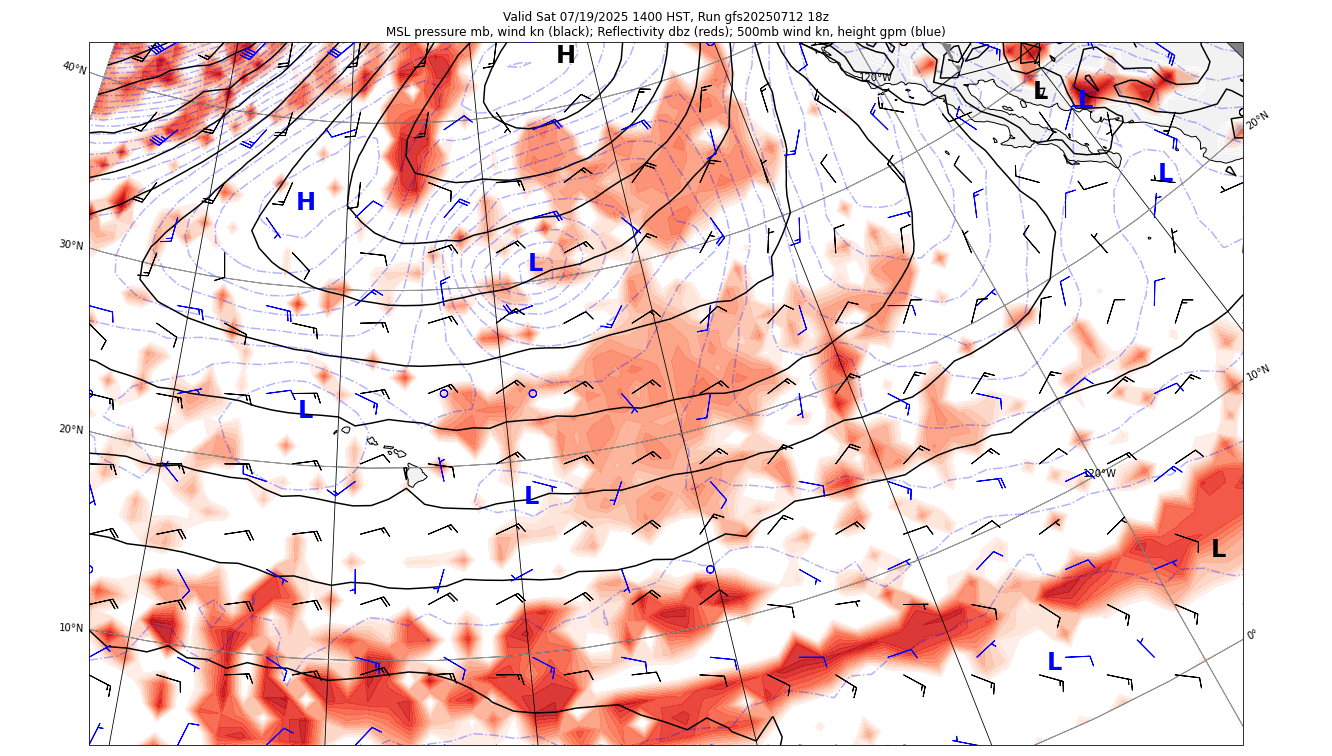 Valid Sat 07/19/2025 1400 HST, Run gfs20250712 18z
MSL pressure mb, wind kn (black); Reflectivity dbz (reds); 500mb wind kn, height gpm (blue)
H
40°N
120°W
L
L
20°N
L
H
30°N
L
10°N
L
20°N
120°W
L
L
10°N
0°
L